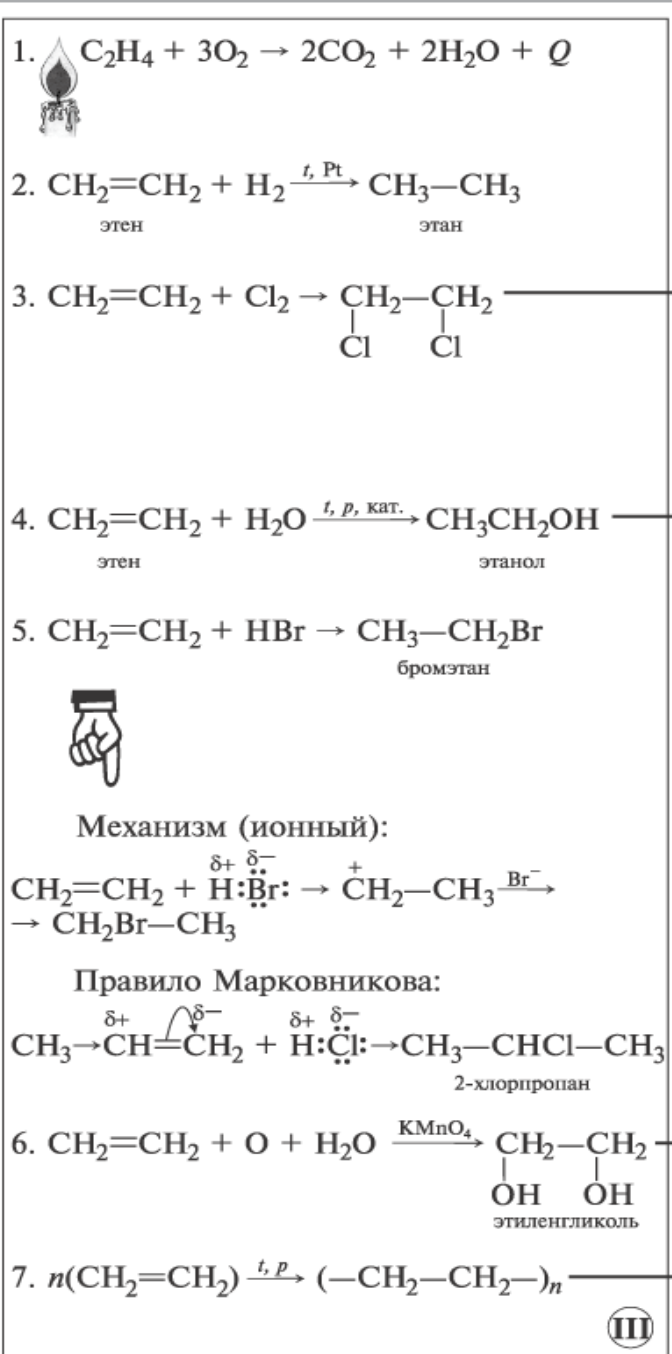 1. C₂H₄ + 3O₂ → 2CO₂ + 2H₂O + Q
2. CH₂=CH₂ + H₂ —t, Pt→ CH₃—CH₃
этен этан
3. CH₂=CH₂ + Cl₂ → CH₂—CH₂
Cl Cl
4. CH₂=CH₂ + H₂O —t, p, кат.→ CH₃CH₂OH
этен этанол
5. CH₂=CH₂ + HBr → CH₃—CH₂Br
бромэтан
Механизм (ионный):
δ+ δ− +
CH₂=CH₂ + H:Br: → CH₂—CH₃ —Br⁻→
→ CH₂Br—CH₃
Правило Марковникова:
δ+ δ− δ+ δ−
CH₃→CH=CH₂ + H:Cl:→CH₃—CHCl—CH₃
2-хлорпропан
6. CH₂=CH₂ + O + H₂O —KMnO₄→ CH₂—CH₂
OH OH
этиленгликоль
7. n(CH₂=CH₂) —t, p→ (—CH₂—CH₂—)ₙ
III